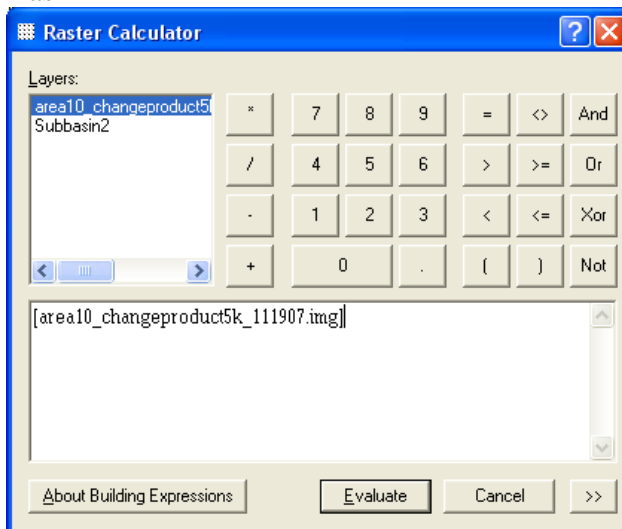 Raster Calculator
Layers:
area10_changeproduct5
Subbasin2
* 7 8 9 = <> And
/ 4 5 6 > >= Or
- 1 2 3 < <= Xor
+ 0 . ( ) Not
[area10_changeproduct5k_111907.img]
About Building Expressions Evaluate Cancel >>